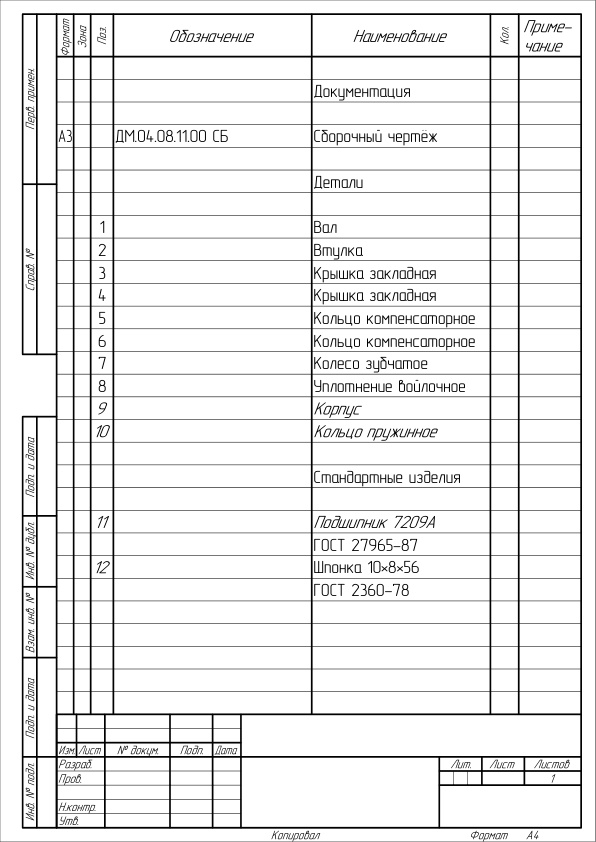 Формат
Зона
Поз.
Обозначение
Наименование
Кол.
Приме-
чание
Перв. примен.
Документация
А3 ДМ.04.08.11.00 СБ Сборочный чертёж
Детали
Справ. №
1 Вал
2 Втулка
3 Крышка закладная
4 Крышка закладная
5 Кольцо компенсаторное
6 Кольцо компенсаторное
7 Колесо зубчатое
8 Уплотнение войлочное
9 Корпус
10 Кольцо пружинное
Подп. и дата
Стандартные изделия
Инв. № дубл.
11 Подшипник 7209А
ГОСТ 27965–87
12 Шпонка 10×8×56
ГОСТ 2360–78
Взам. инв. №
Подп. и дата
Инв. № подл.
Изм. Лист № докум. Подп. Дата
Разраб.
Пров.
Н.контр.
Утв.
Лит. Лист Листов
1
Копировал Формат А4